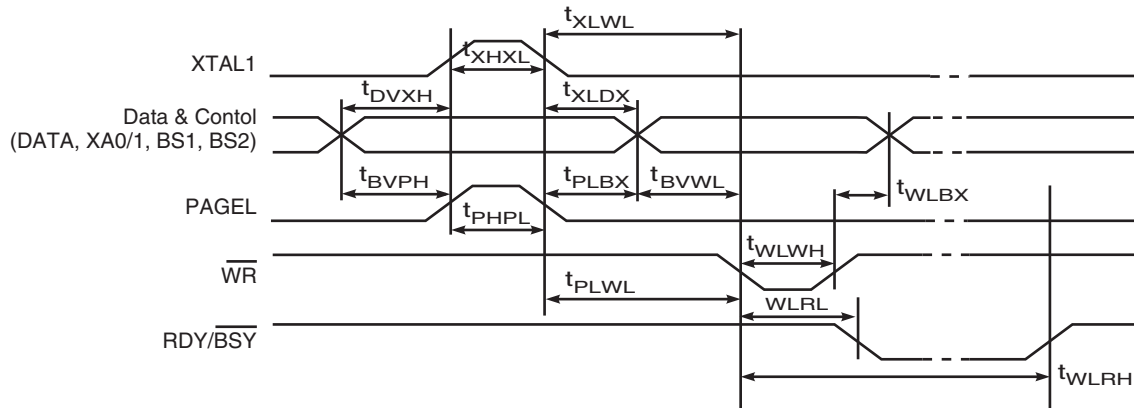 tXLWL
XTAL1
tXHXL
tDVXH
tXLDX
Data & Contol
(DATA, XA0/1, BS1, BS2)
tBVPH
tPLBX
tBVWL
tWLBX
PAGEL
tPHPL
tWLWH
WR
tPLWL
WLRL
RDY/BSY
tWLRH